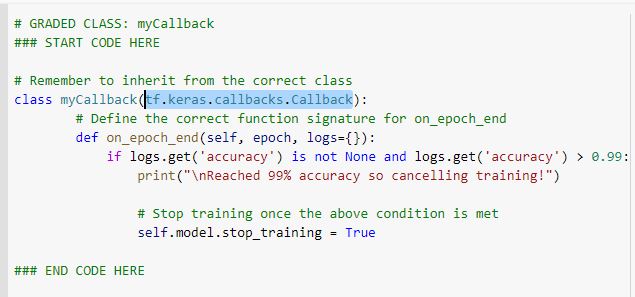 # GRADED CLASS: myCallback
### START CODE HERE
# Remember to inherit from the correct class
class myCallback(tf.keras.callbacks.Callback):
# Define the correct function signature for on_epoch_end
def on_epoch_end(self, epoch, logs={}):
if logs.get('accuracy') is not None and logs.get('accuracy') > 0.99:
print("\nReached 99% accuracy so cancelling training!")
# Stop training once the above condition is met
self.model.stop_training = True
### END CODE HERE